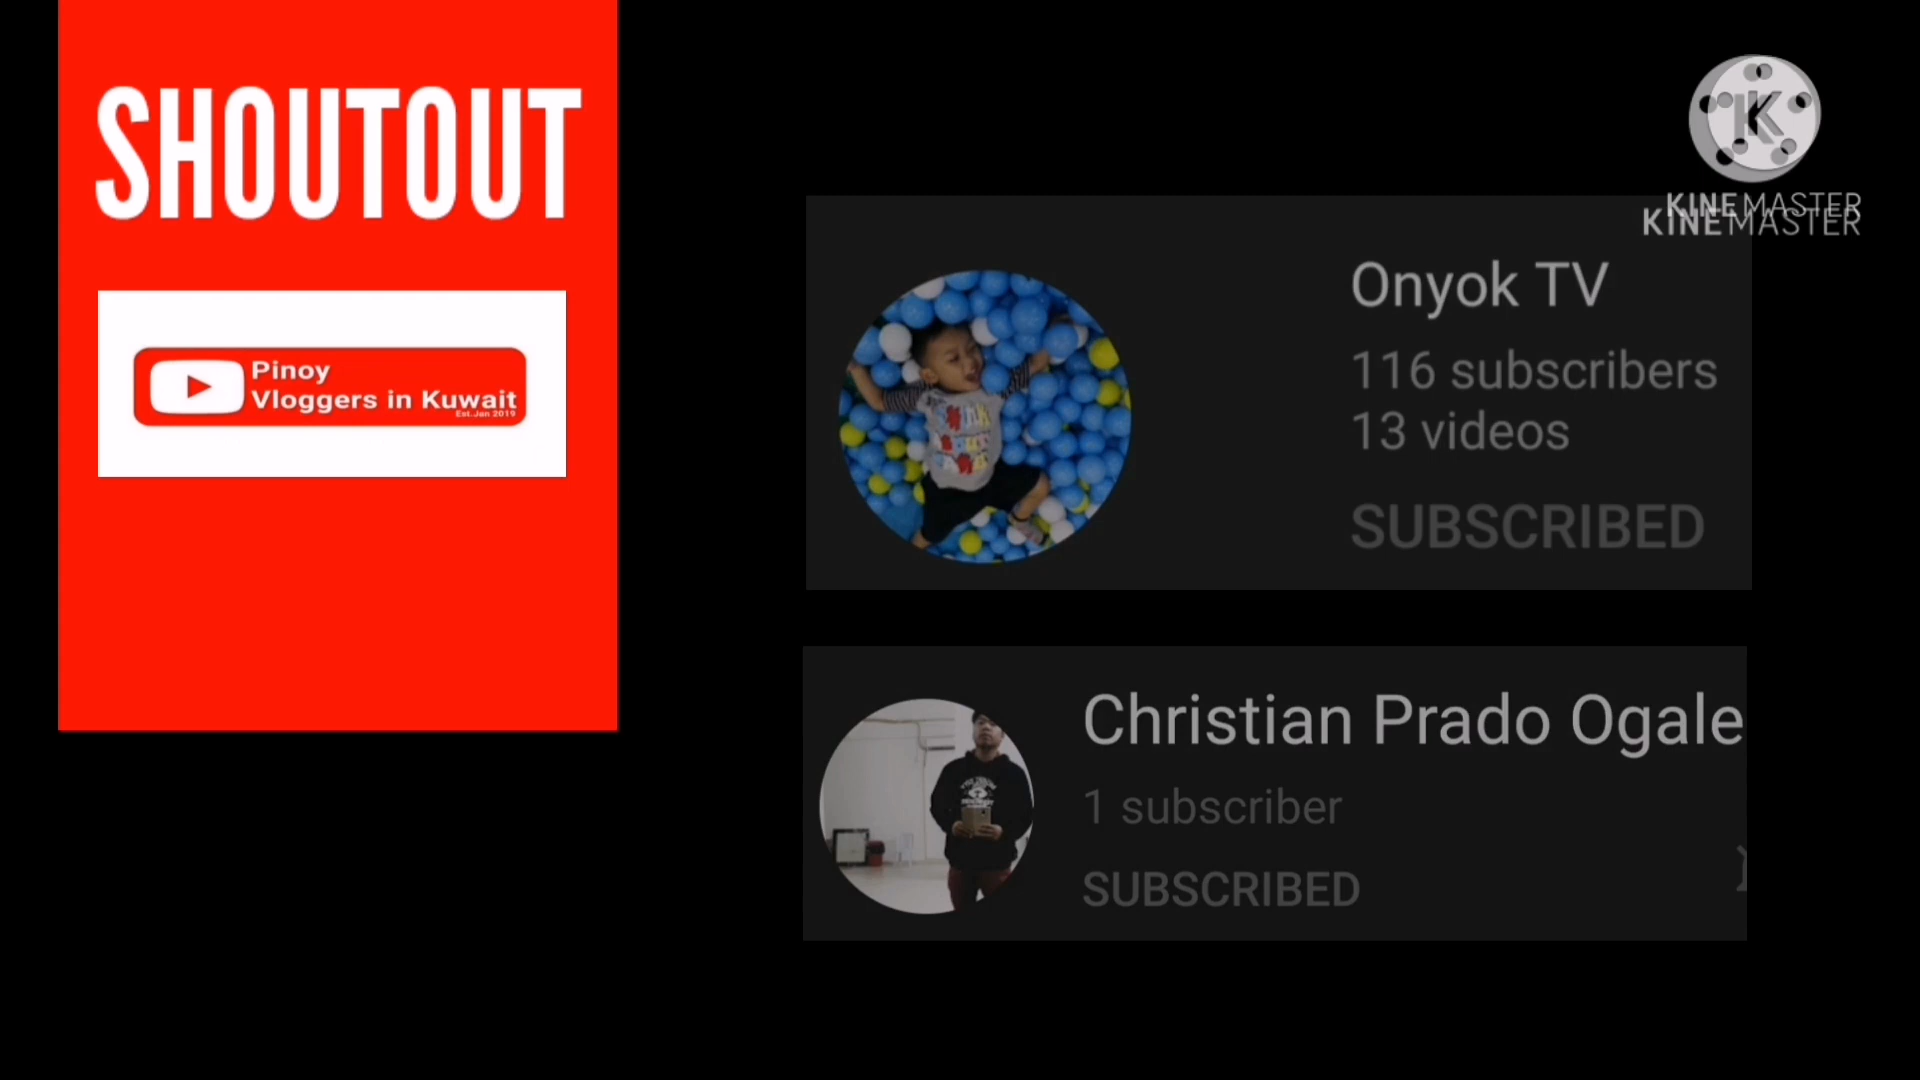 SHOUTOUT
Pinoy
Vloggers in Kuwait
Est.Jan 2019
K
KINEMASTER
KINEMASTER
Onyok TV
116 subscribers
13 videos
SUBSCRIBED
Christian Prado Ogale
1 subscriber
SUBSCRIBED